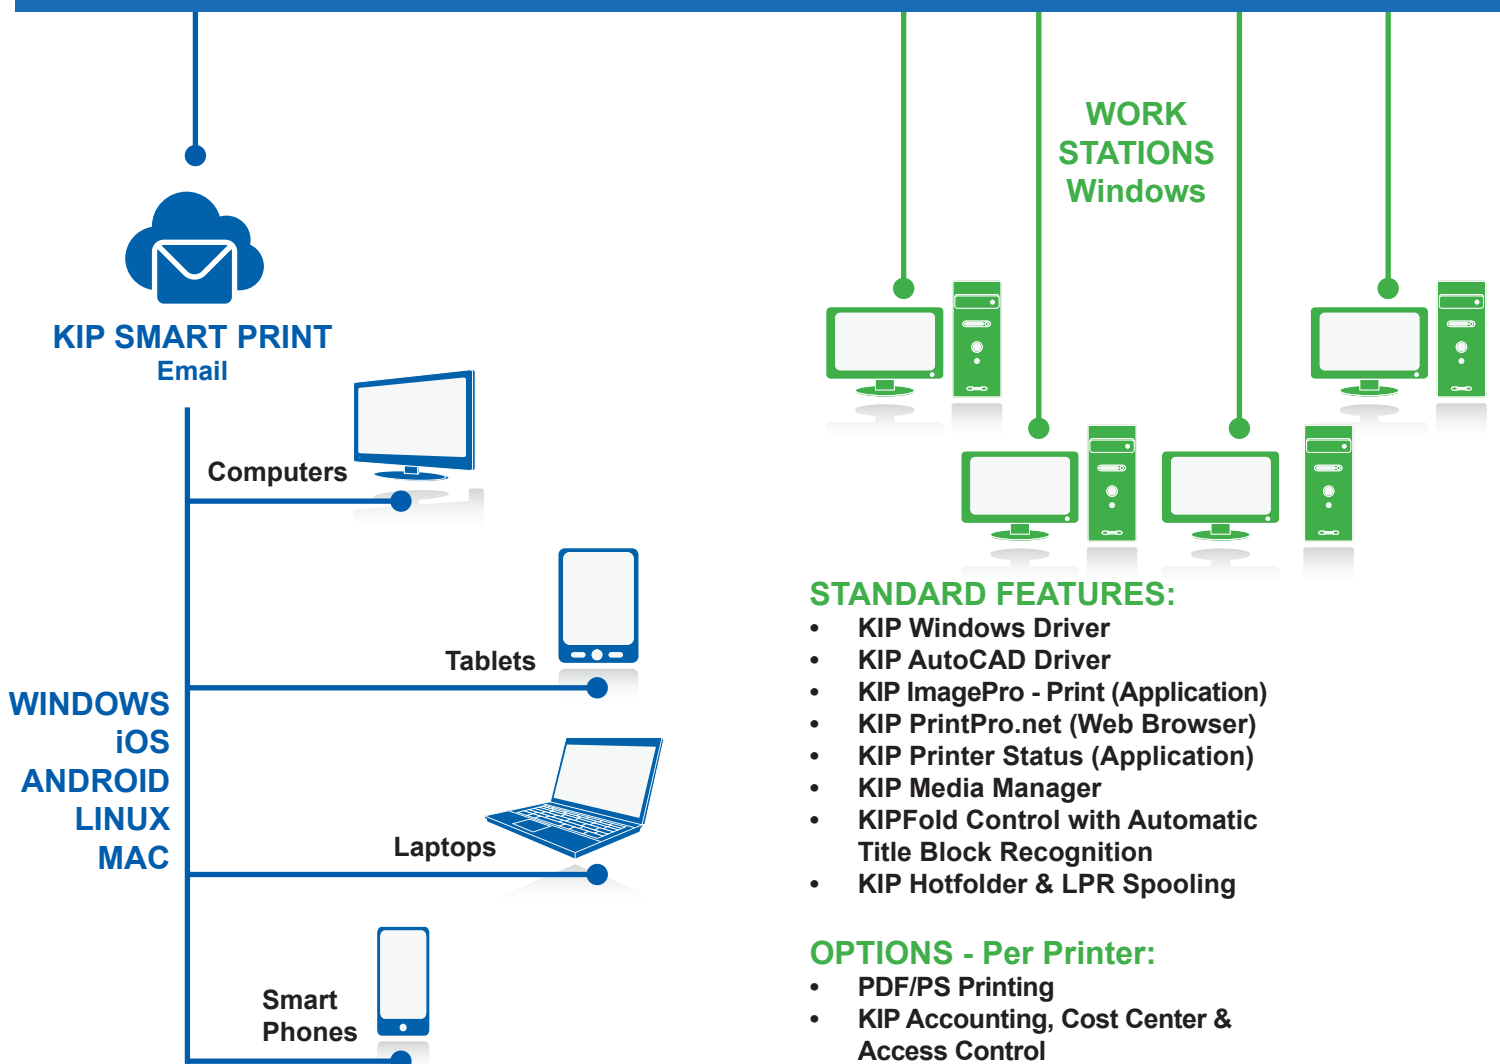 KIP SMART PRINT
Email
Computers
Tablets
WINDOWS
iOS
ANDROID
LINUX
MAC
Laptops
Smart
Phones
WORK
STATIONS
Windows
STANDARD FEATURES:
• KIP Windows Driver
• KIP AutoCAD Driver
• KIP ImagePro - Print (Application)
• KIP PrintPro.net (Web Browser)
• KIP Printer Status (Application)
• KIP Media Manager
• KIPFold Control with Automatic
Title Block Recognition
• KIP Hotfolder & LPR Spooling
OPTIONS - Per Printer:
• PDF/PS Printing
• KIP Accounting, Cost Center &
Access Control